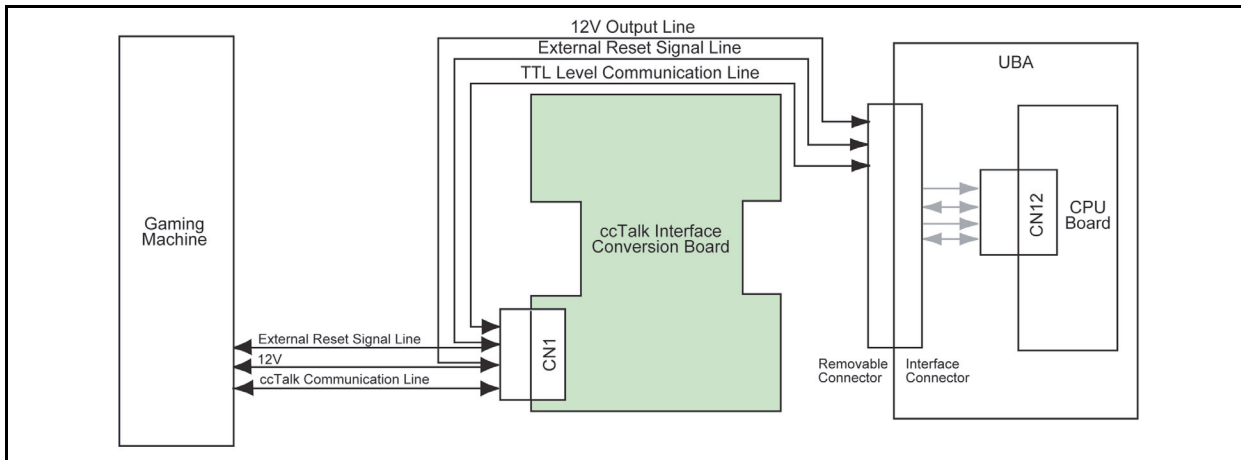 12V Output Line
External Reset Signal Line
TTL Level Communication Line
UBA
Gaming
Machine
ccTalk Interface
Conversion Board
CN12
CPU
Board
External Reset Signal Line
12V
ccTalk Communication Line
CN1
Removable
Connector
Interface
Connector